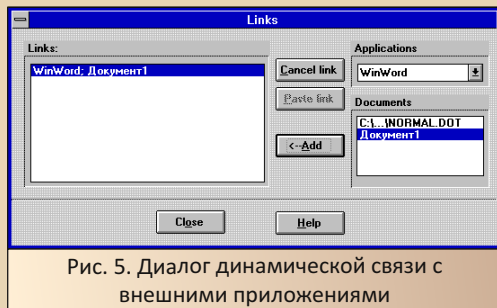 Links
Links:
WinWord; Документ1
Cancel link
Paste link
<--Add
Applications
WinWord
Documents
C:\...\NORMAL.DOT
Документ1
Close
Help
Рис. 5. Диалог динамической связи с
внешними приложениями